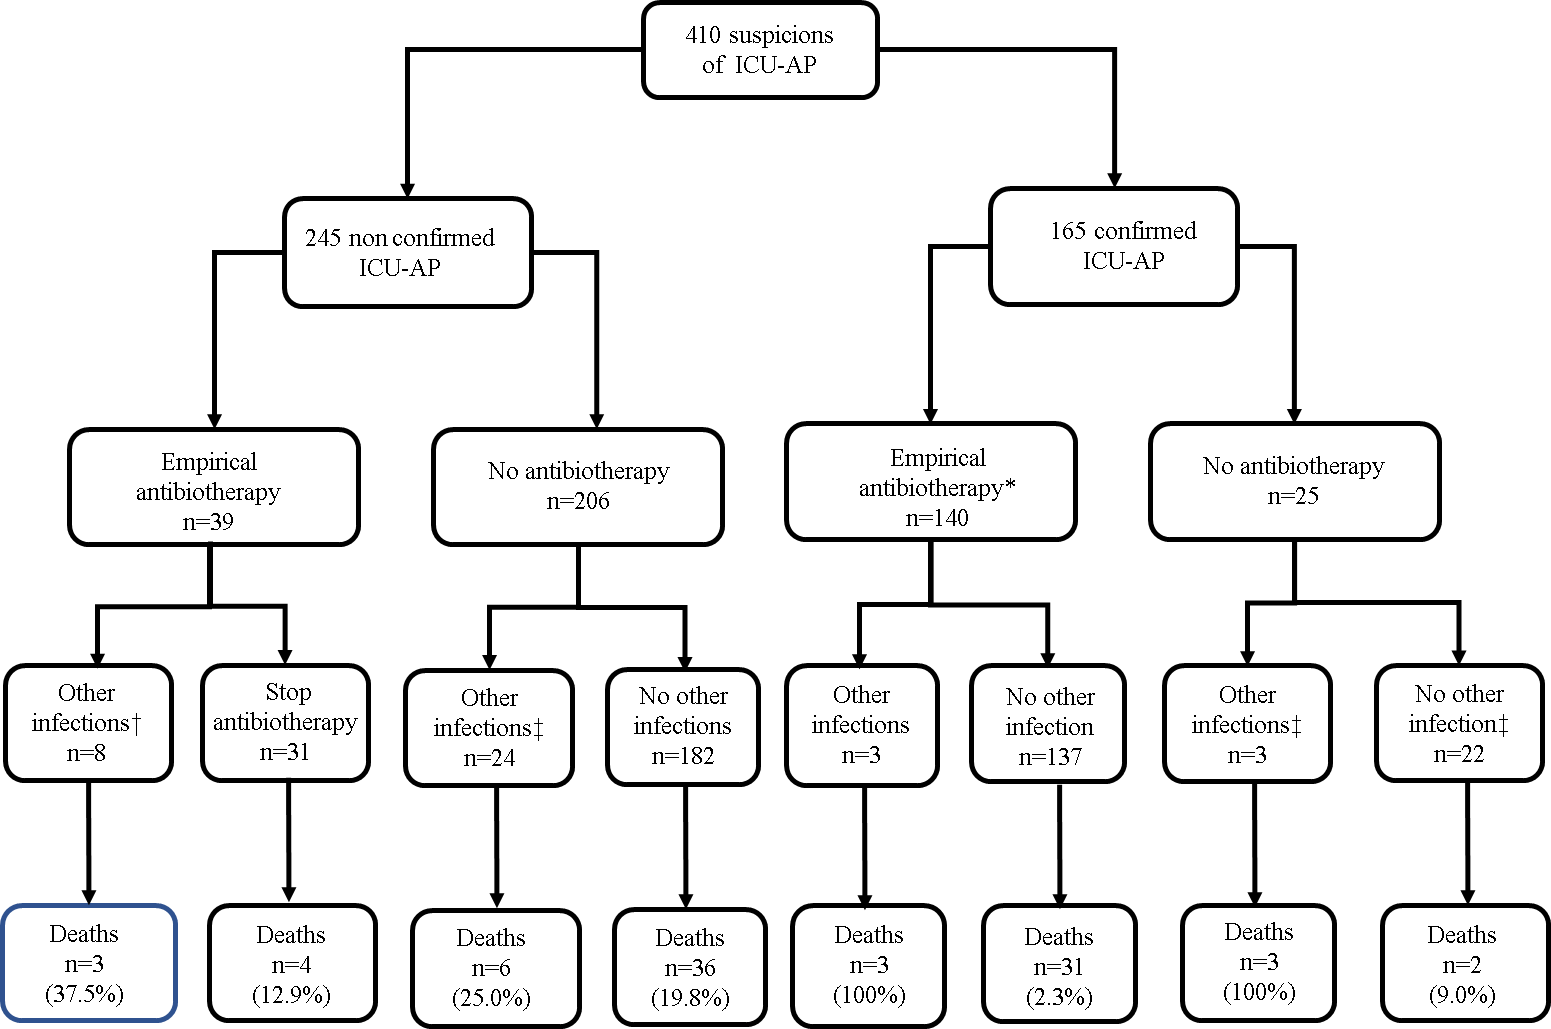 410 suspicions
of ICU-AP
245 non confirmed
ICU-AP
165 confirmed
ICU-AP
Empirical
antibiotherapy
n=39
No antibiotherapy
n=206
Empirical
antibiotherapy*
n=140
No antibiotherapy
n=25
Other
infections†
n=8
Stop
antibiotherapy
n=31
Other
infections‡
n=24
No other
infections
n=182
Other
infections
n=3
No other
infection
n=137
Other
infections‡
n=3
No other
infection‡
n=22
Deaths
n=3
(37.5%)
Deaths
n=4
(12.9%)
Deaths
n=6
(25.0%)
Deaths
n=36
(19.8%)
Deaths
n=3
(100%)
Deaths
n=31
(2.3%)
Deaths
n=3
(100%)
Deaths
n=2
(9.0%)